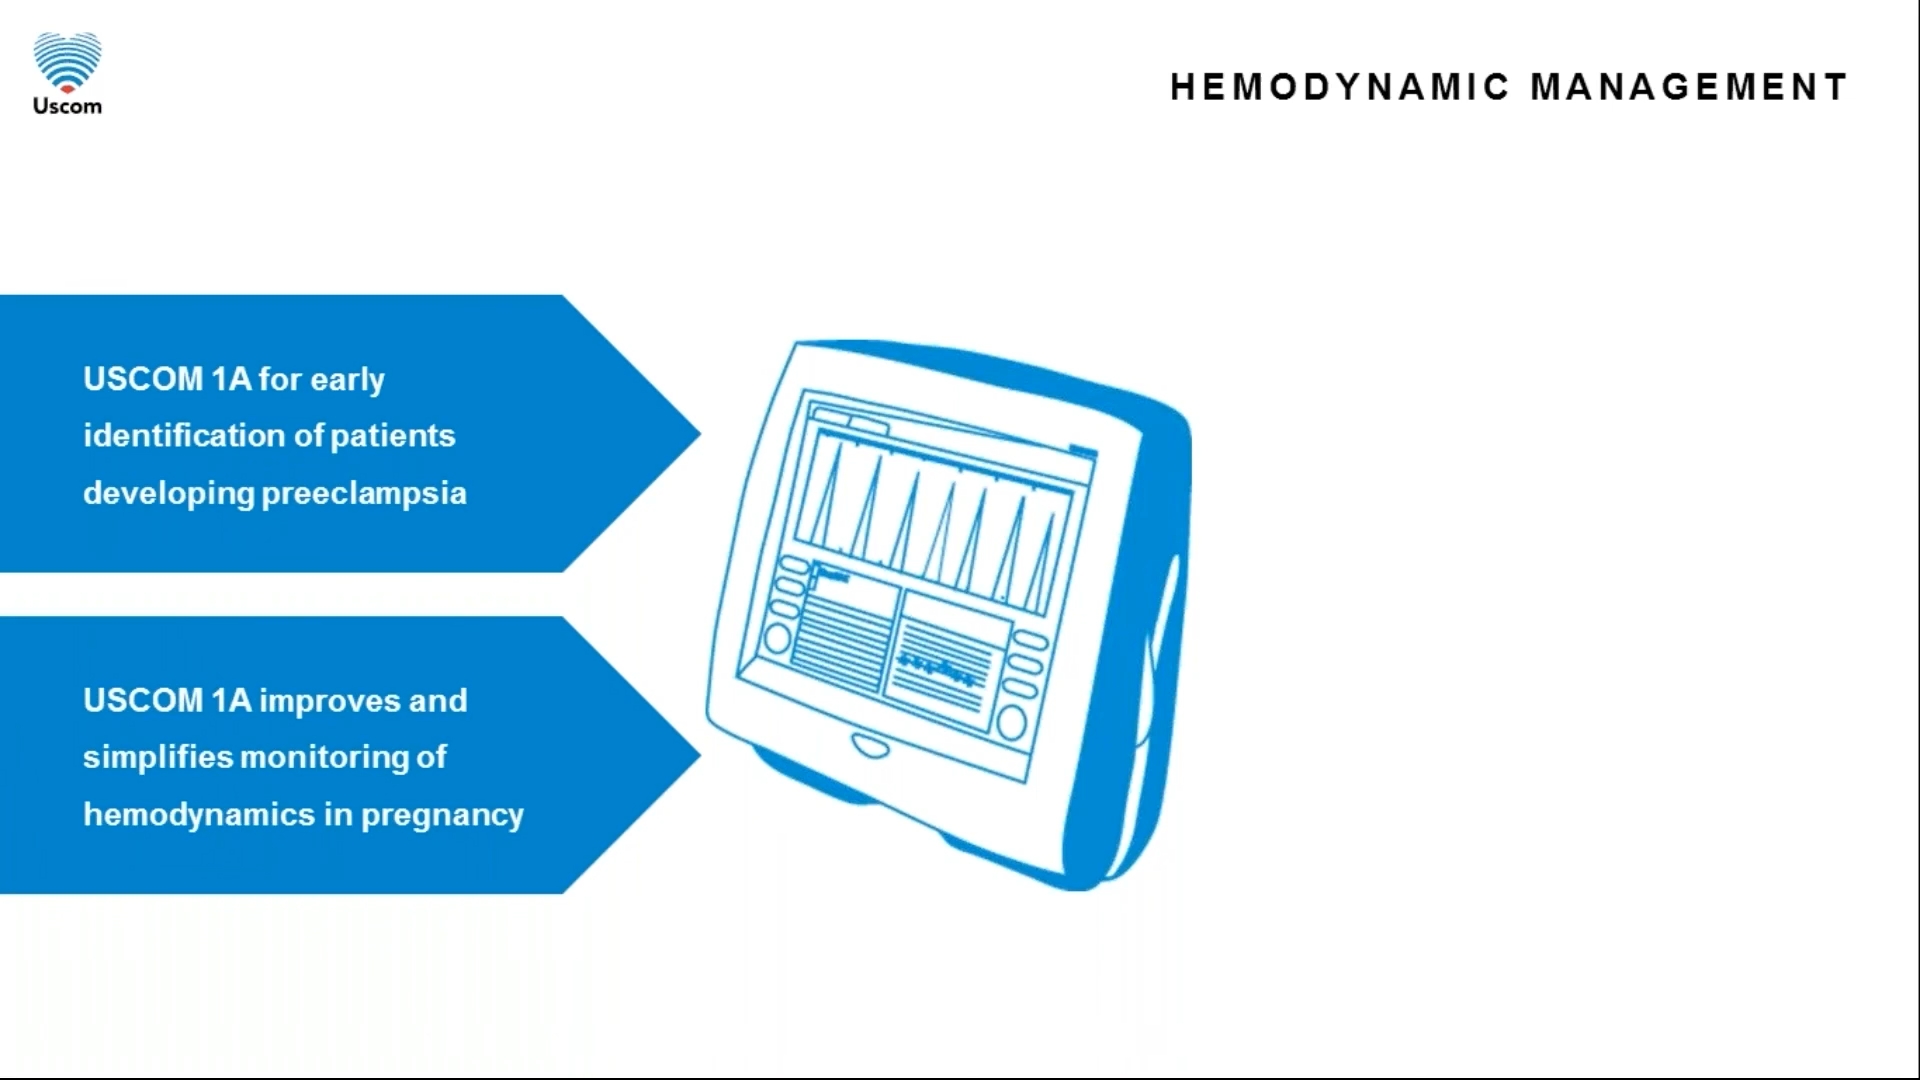 Uscom
HEMODYNAMIC MANAGEMENT
USCOM 1A for early
identification of patients
developing preeclampsia
USCOM 1A improves and
simplifies monitoring of
hemodynamics in pregnancy